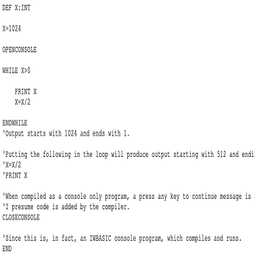 DEF X:INT
X=1024
OPENCONSOLE
WHILE X>0
PRINT X
X=X/2
ENDWHILE
'Output starts with 1024 and ends with 1.
'Putting the following in the loop will produce output starting with 512 and endi
'X=X/2
'PRINT X
'When compiled as a console only program, a press any key to continue message is
'I presume code is added by the compiler.
CLOSECONSOLE
'Since this is, in fact, an IWBASIC console program, which compiles and runs.
END